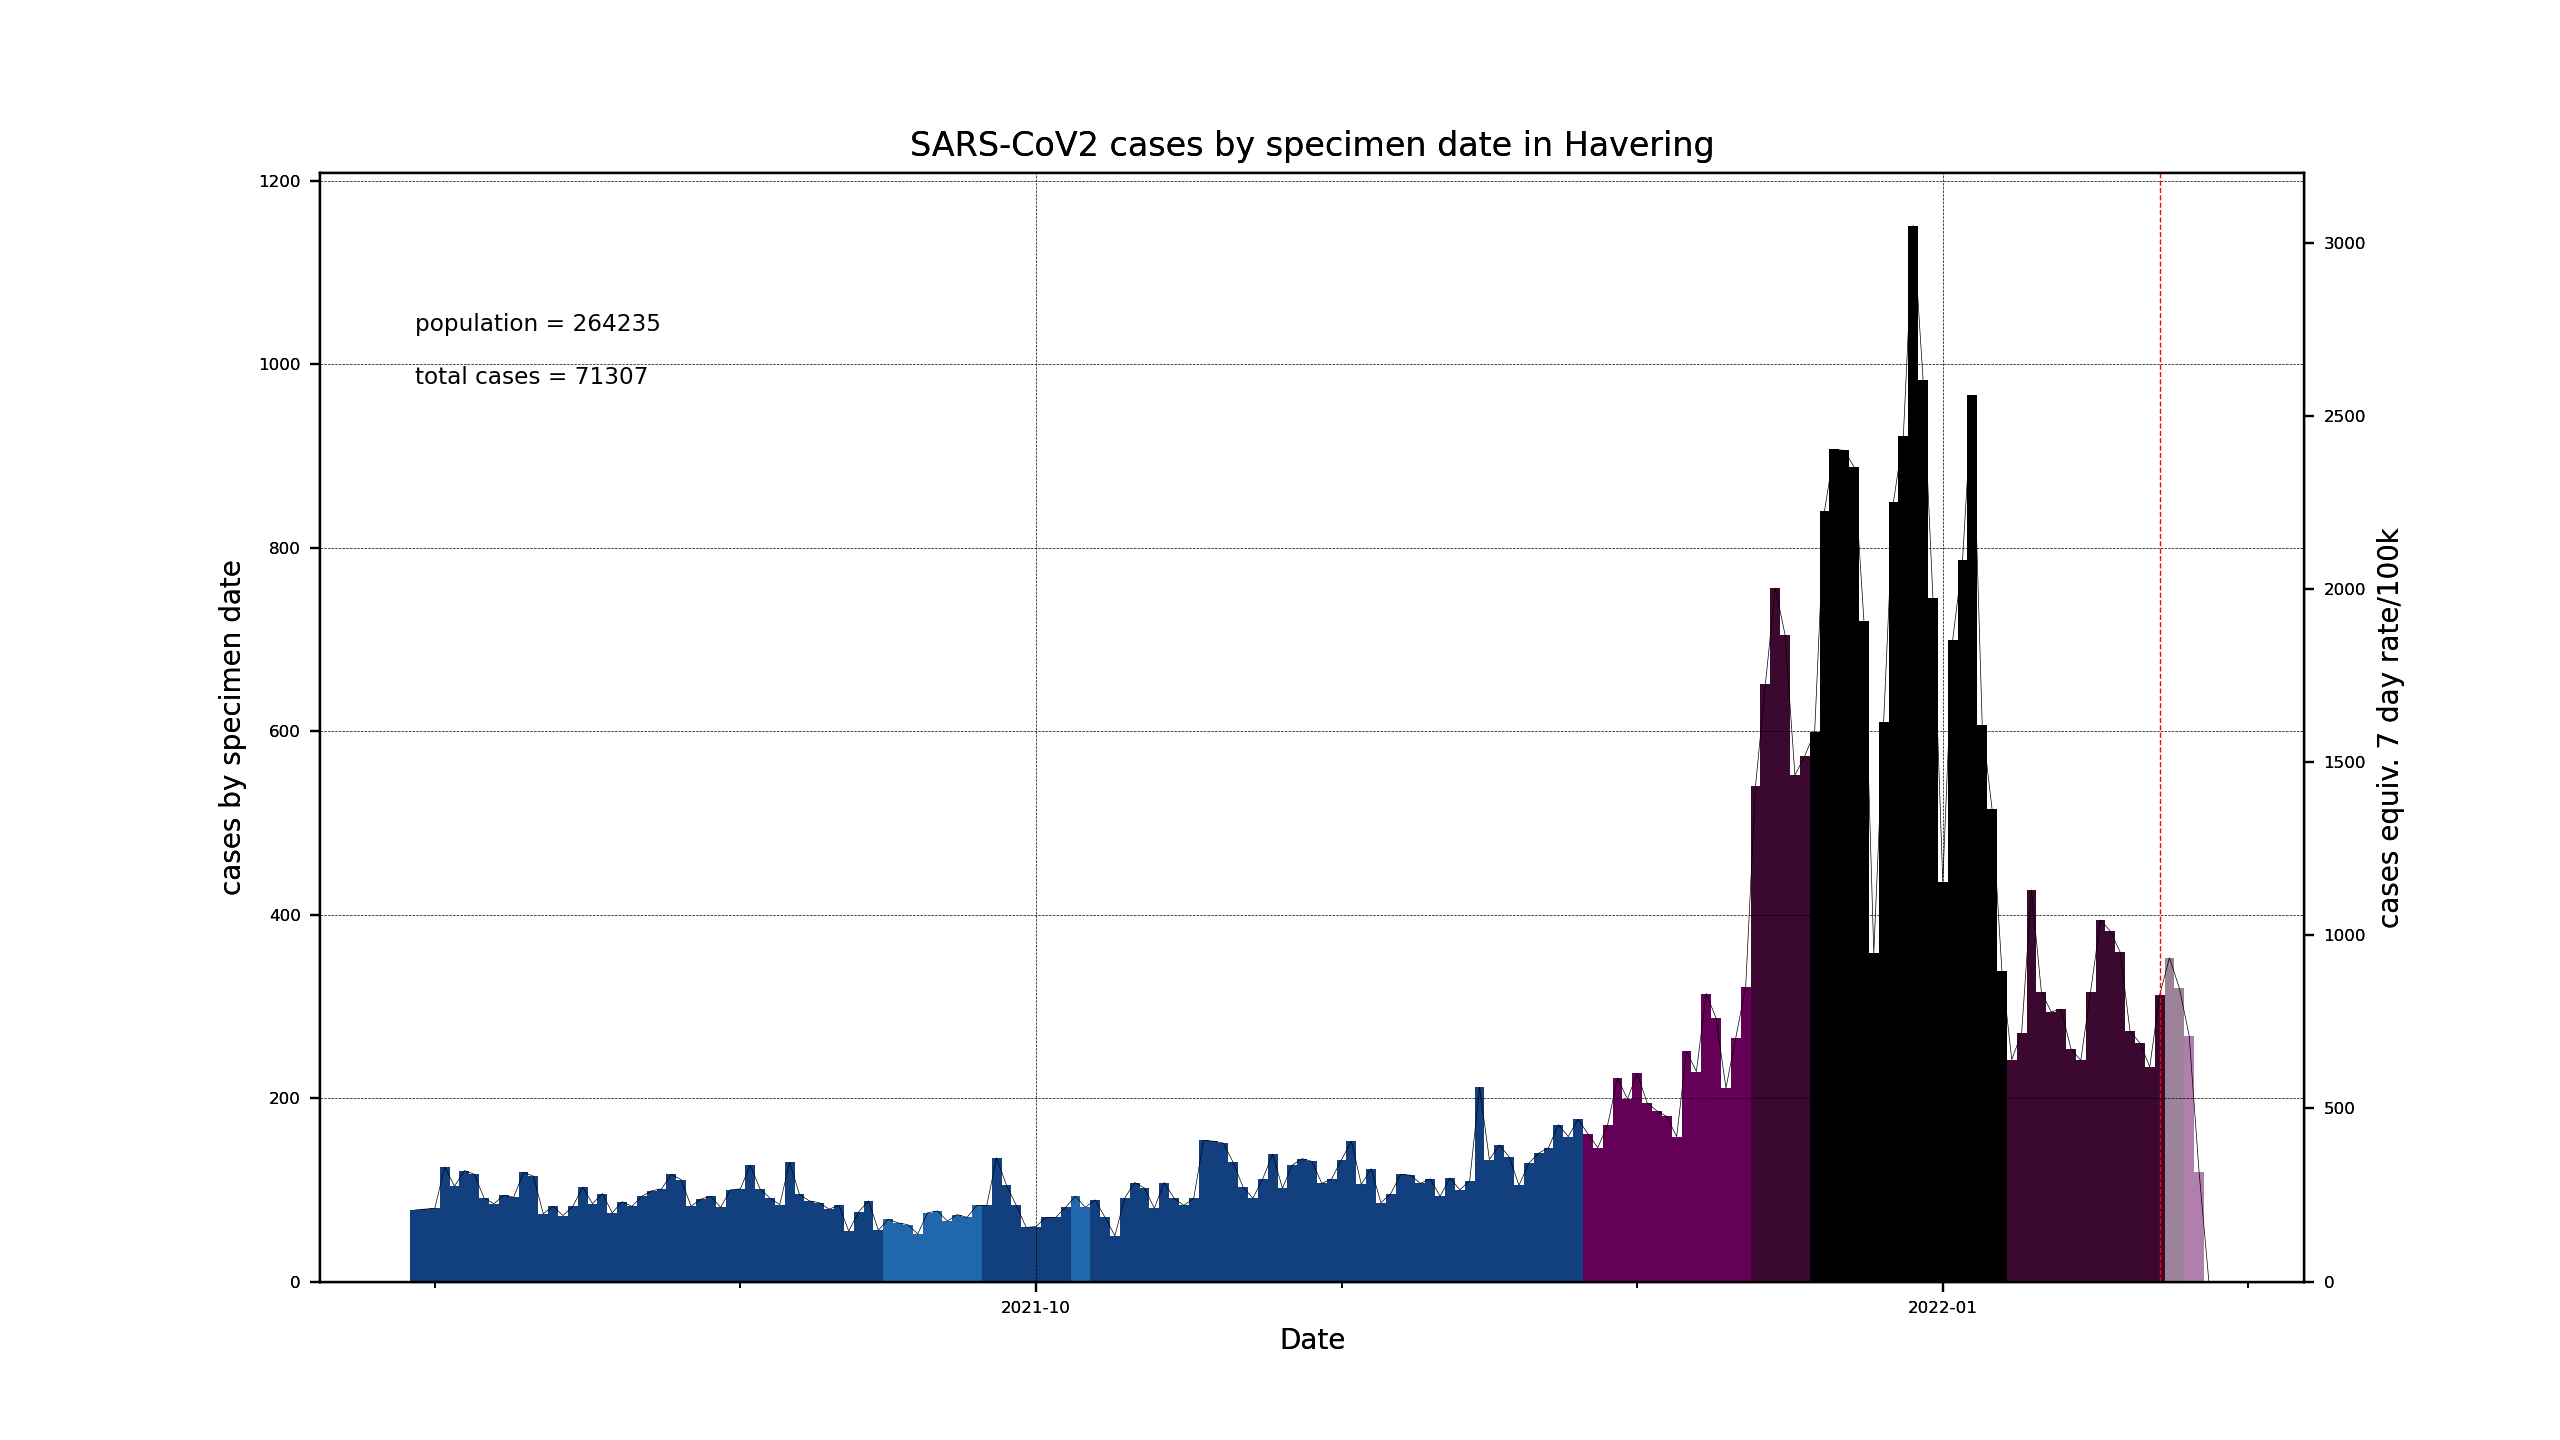 SARS-CoV2 cases by specimen date in Havering
1200
1000
800
600
400
200
0
cases by specimen date
population = 264235
total cases = 71307
3000
2500
2000
1500
1000
500
0
cases equiv. 7 day rate/100k
2021-10
2022-01
Date